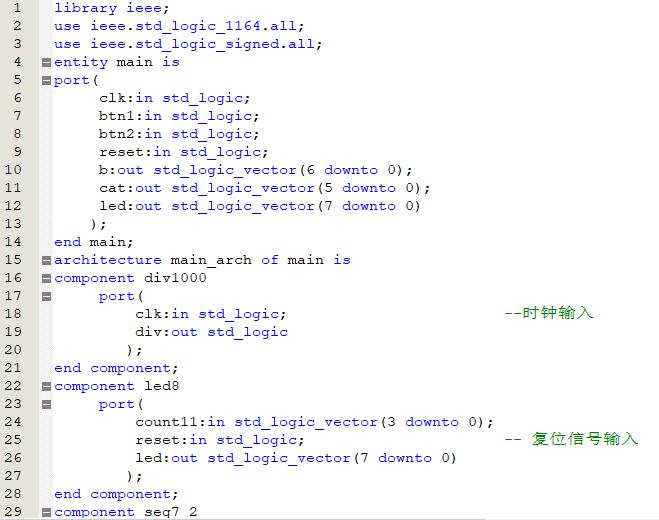 1 library ieee;
2 use ieee.std_logic_1164.all;
3 use ieee.std_logic_signed.all;
4 entity main is
5 port(
6 clk:in std_logic;
7 btn1:in std_logic;
8 btn2:in std_logic;
9 reset:in std_logic;
10 b:out std_logic_vector(6 downto 0);
11 cat:out std_logic_vector(5 downto 0);
12 led:out std_logic_vector(7 downto 0)
13 );
14 end main;
15 architecture main_arch of main is
16 component div1000
17 port(
18 clk:in std_logic; --时钟输入
19 div:out std_logic
20 );
21 end component;
22 component led8
23 port(
24 count11:in std_logic_vector(3 downto 0);
25 reset:in std_logic; -- 复位信号输入
26 led:out std_logic_vector(7 downto 0)
27 );
28 end component;
29 component seg7_2